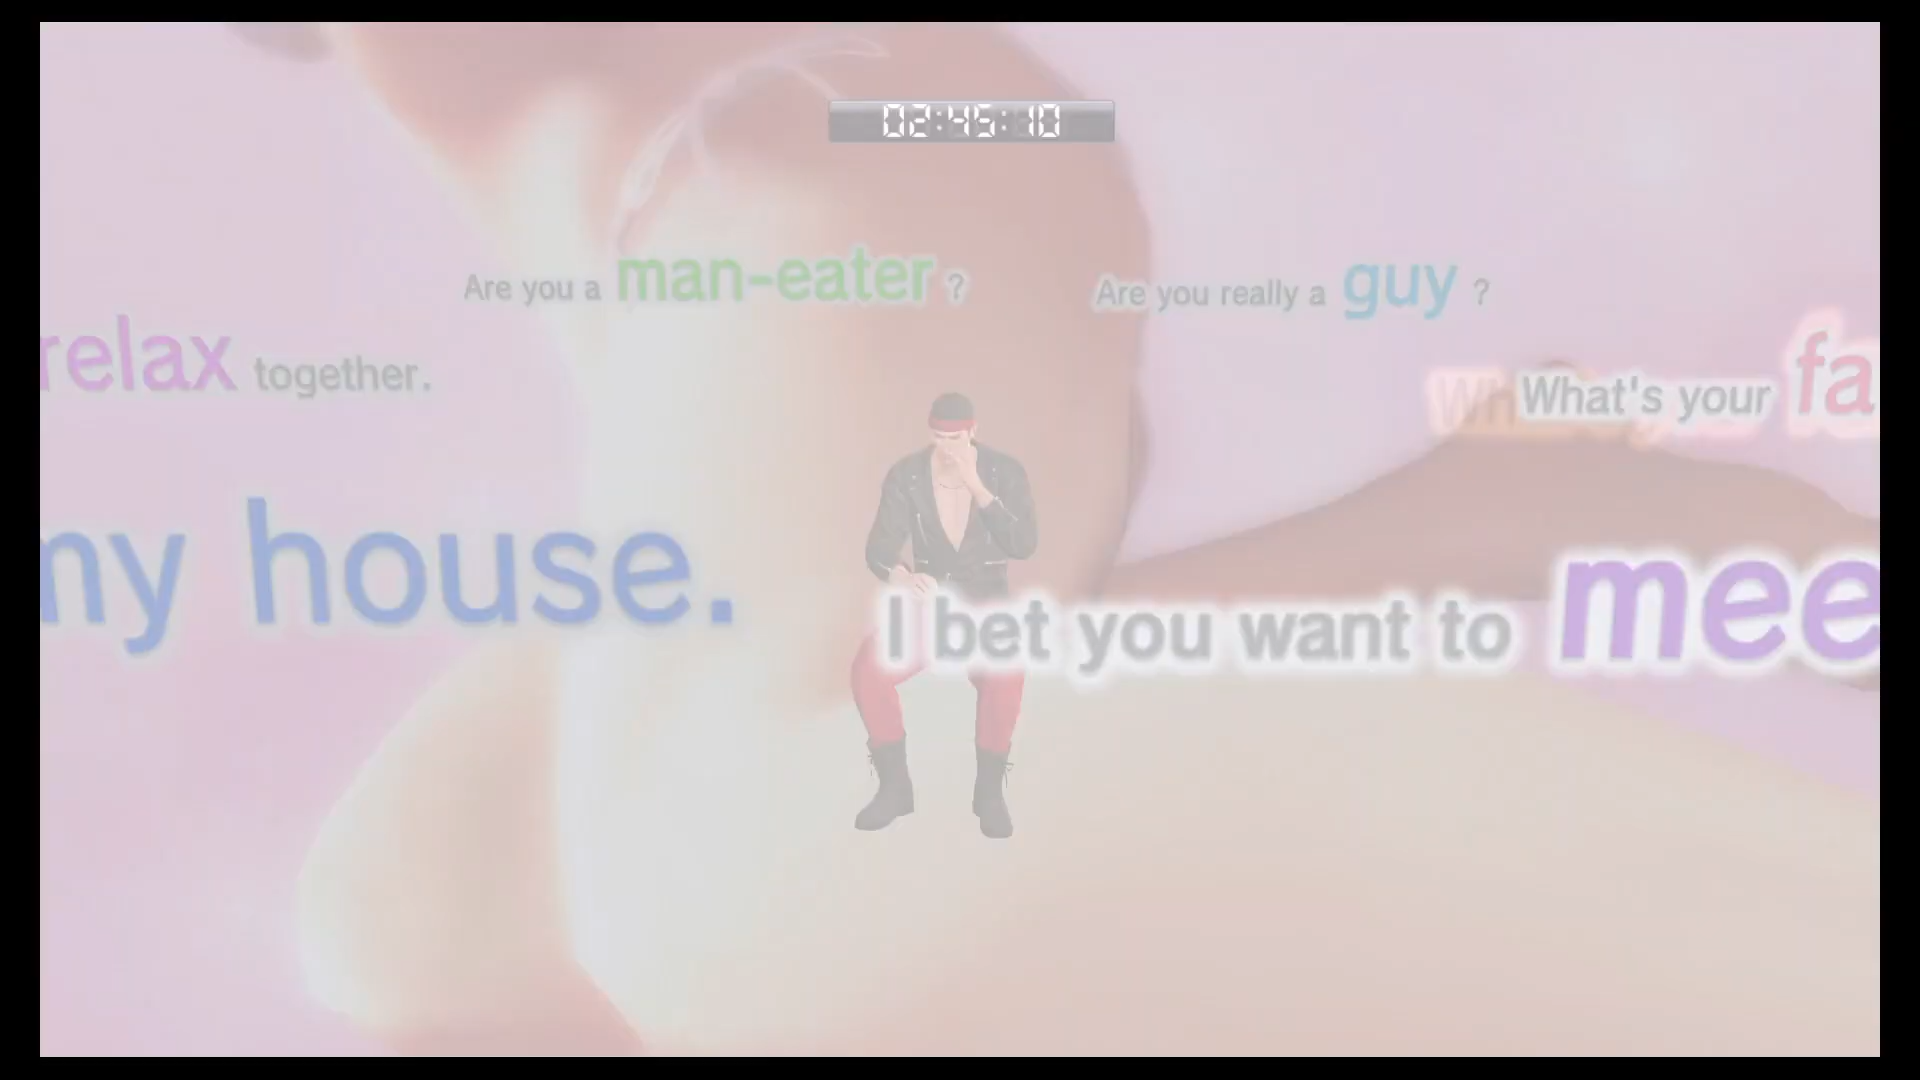 02:45:10
Are you a man-eater ?
Are you really a guy ?
relax together.
What's your fa
my house.
I bet you want to mee